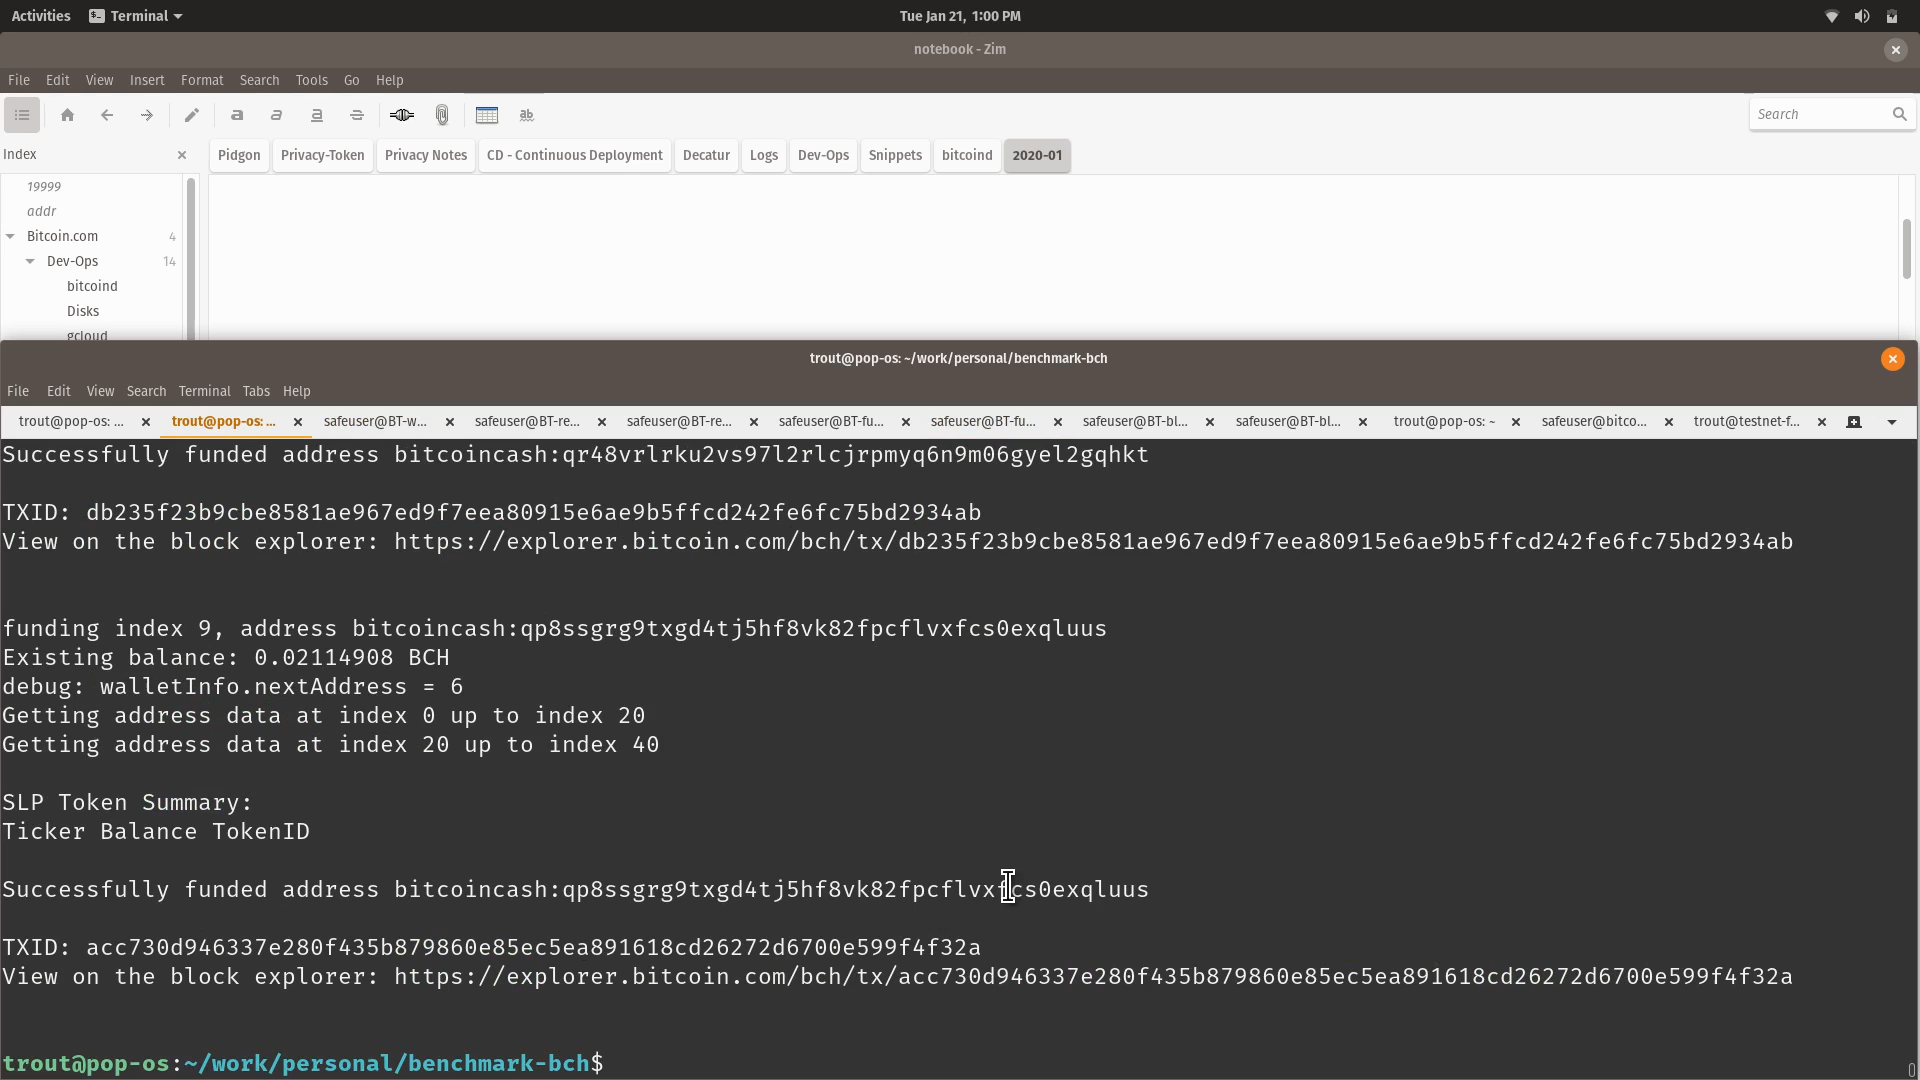 Activities Terminal Tue Jan 21, 1:00 PM
notebook - Zim
File Edit View Insert Format Search Tools Go Help
Search
Index
Pidgon Privacy-Token Privacy Notes CD - Continuous Deployment Decatur Logs Dev-Ops Snippets bitcoind 2020-01
19999
addr
Bitcoin.com 4
Dev-Ops 14
bitcoind
Disks
gcloud
trout@pop-os: ~/work/personal/benchmark-bch
File Edit View Search Terminal Tabs Help
trout@pop-os: ... trout@pop-os: ... safeuser@BT-w... safeuser@BT-re... safeuser@BT-re... safeuser@BT-fu... safeuser@BT-fu... safeuser@BT-bl... safeuser@BT-bl... trout@pop-os: ~ safeuser@bitco... trout@testnet-f...
Successfully funded address bitcoincash:qr48vrlrku2vs97l2rlcjrpmyq6n9m06gyel2gqhkt
TXID: db235f23b9cbe8581ae967ed9f7eea80915e6ae9b5ffcd242fe6fc75bd2934ab
View on the block explorer: https://explorer.bitcoin.com/bch/tx/db235f23b9cbe8581ae967ed9f7eea80915e6ae9b5ffcd242fe6fc75bd2934ab
funding index 9, address bitcoincash:qp8ssgrg9txgd4tj5hf8vk82fpcflvxfcs0exqluus
Existing balance: 0.02114908 BCH
debug: walletInfo.nextAddress = 6
Getting address data at index 0 up to index 20
Getting address data at index 20 up to index 40
SLP Token Summary:
Ticker Balance TokenID
Successfully funded address bitcoincash:qp8ssgrg9txgd4tj5hf8vk82fpcflvxfcs0exqluus
TXID: acc730d946337e280f435b879860e85ec5ea891618cd26272d6700e599f4f32a
View on the block explorer: https://explorer.bitcoin.com/bch/tx/acc730d946337e280f435b879860e85ec5ea891618cd26272d6700e599f4f32a
trout@pop-os:~/work/personal/benchmark-bch$